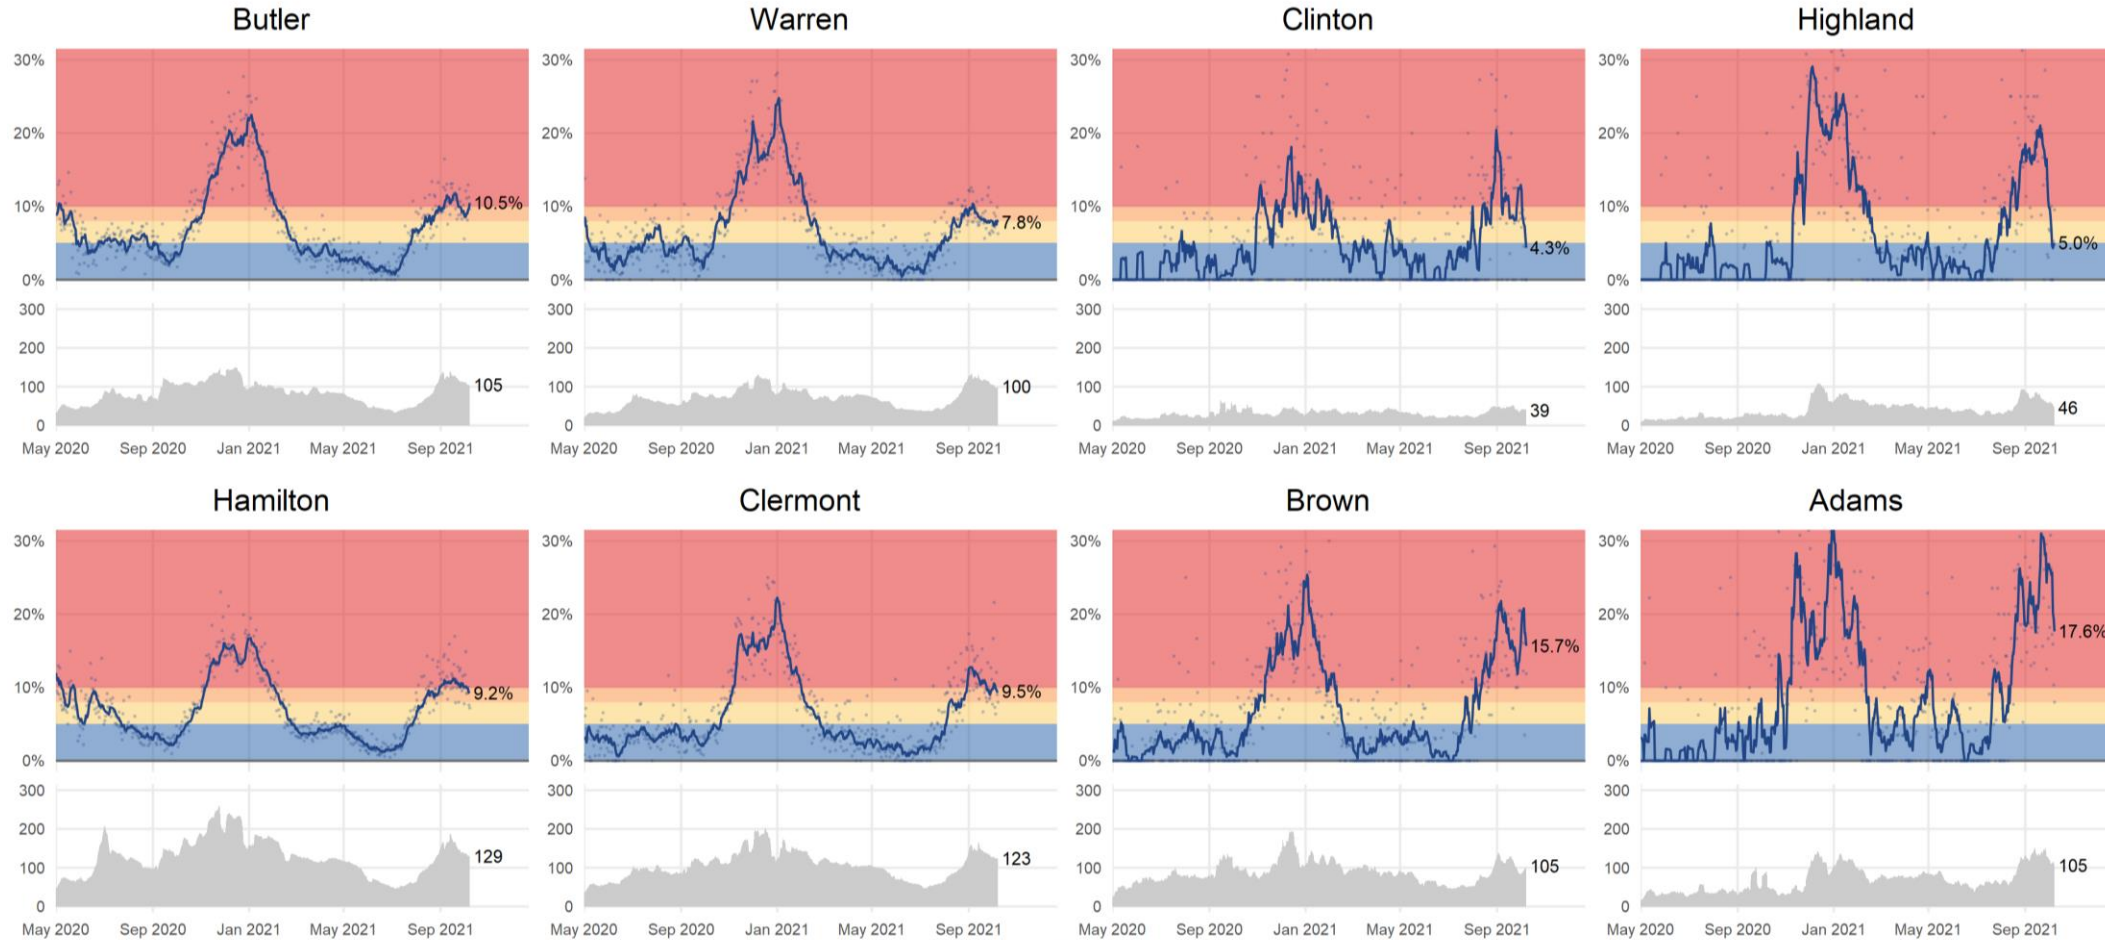 Butler Warren Clinton Highland
30% 30% 30% 30%
20% 20% 20% 20%
10% 10.5% 10% 7.8% 10% 4.3% 10% 5.0%
0% 0% 0% 0%
300 300 300 300
200 200 200 200
100 105 100 100 100 39 100 46
0 0 0 0
May 2020 Sep 2020 Jan 2021 May 2021 Sep 2021 May 2020 Sep 2020 Jan 2021 May 2021 Sep 2021 May 2020 Sep 2020 Jan 2021 May 2021 Sep 2021 May 2020 Sep 2020 Jan 2021 May 2021 Sep 2021
Hamilton Clermont Brown Adams
30% 30% 30% 30%
20% 20% 20% 20%
10% 9.2% 10% 9.5% 10% 15.7% 10% 17.6%
0% 0% 0% 0%
300 300 300 300
200 200 200 200
100 129 100 123 100 105 100 105
0 0 0 0
May 2020 Sep 2020 Jan 2021 May 2021 Sep 2021 May 2020 Sep 2020 Jan 2021 May 2021 Sep 2021 May 2020 Sep 2020 Jan 2021 May 2021 Sep 2021 May 2020 Sep 2020 Jan 2021 May 2021 Sep 2021